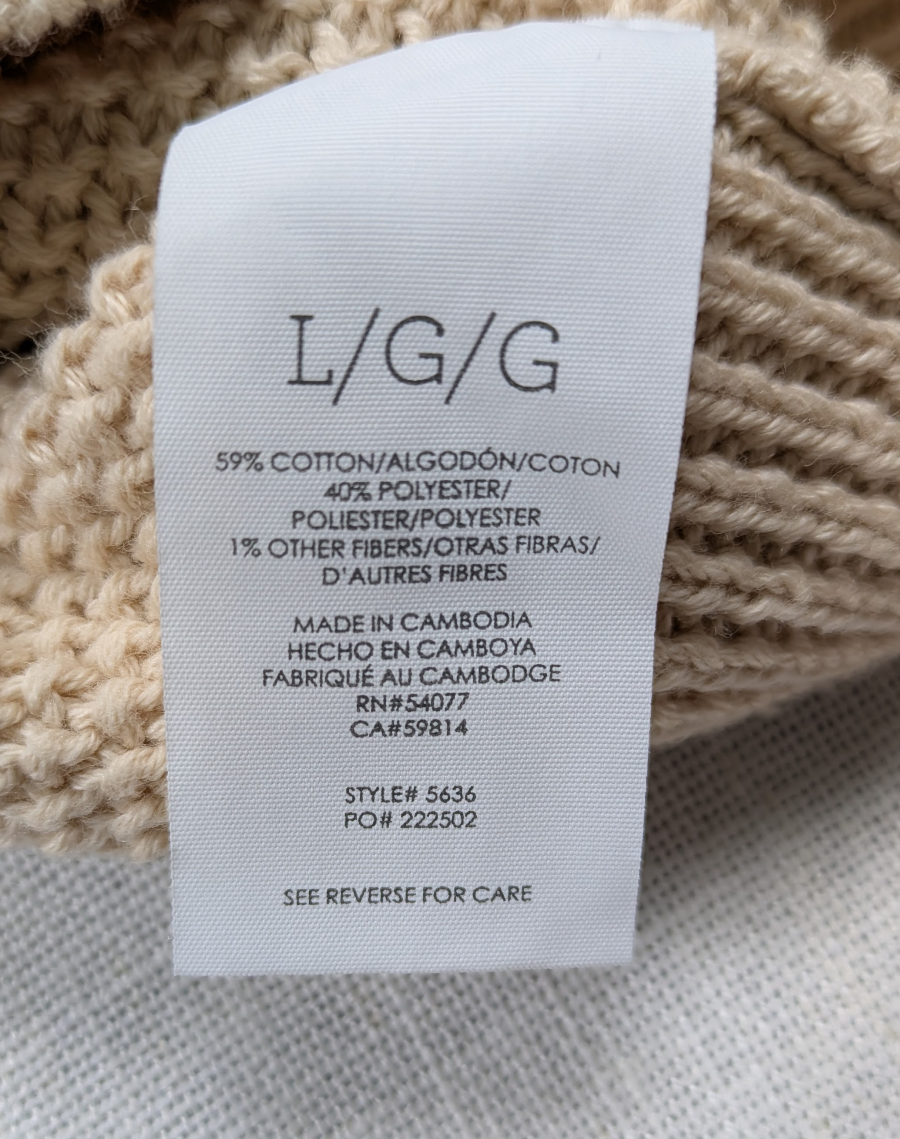 L/G/G
59% COTTON/ALGODÓN/COTON
40% POLYESTER/
POLIESTER/POLYESTER
1% OTHER FIBERS/OTRAS FIBRAS/
D'AUTRES FIBRES
MADE IN CAMBODIA
HECHO EN CAMBOYA
FABRIQUÉ AU CAMBODGE
RN#54077
CA#59814
STYLE# 5636
PO# 222502
SEE REVERSE FOR CARE